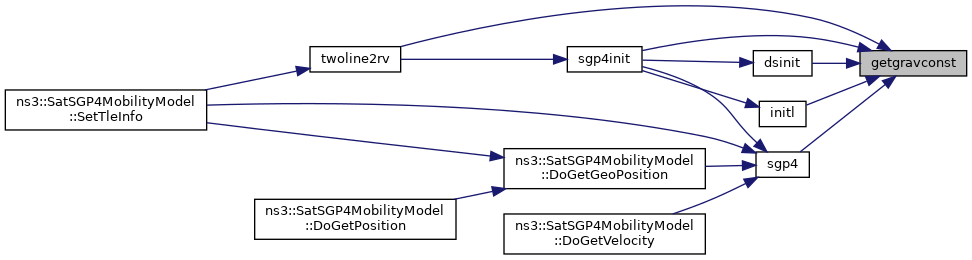 twoline2rv
sgp4init
dsinit
getgravconst
ns3::SatSGP4MobilityModel
::SetTleInfo
initl
sgp4
ns3::SatSGP4MobilityModel
::DoGetGeoPosition
ns3::SatSGP4MobilityModel
::DoGetPosition
ns3::SatSGP4MobilityModel
::DoGetVelocity